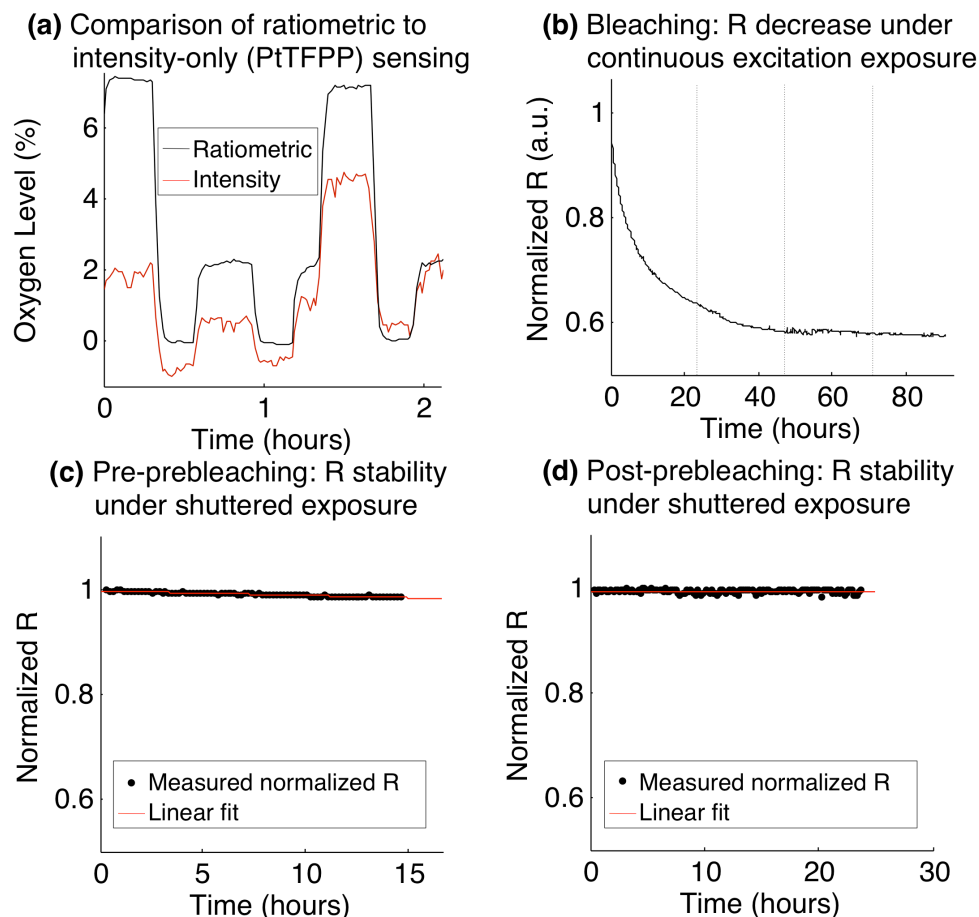 (a) Comparison of ratiometric to
intensity-only (PtTFPP) sensing
Oxygen Level (%)
6
4
2
0
Ratiometric
Intensity
0 1 2
Time (hours)
(b) Bleaching: R decrease under
continuous excitation exposure
Normalized R (a.u.)
1
0.8
0.6
0 20 40 60 80
Time (hours)
(c) Pre-prebleaching: R stability
under shuttered exposure
Normalized R
1
0.8
0.6
Measured normalized R
Linear fit
0 5 10 15
Time (hours)
(d) Post-prebleaching: R stability
under shuttered exposure
Normalized R
1
0.8
0.6
Measured normalized R
Linear fit
0 10 20 30
Time (hours)